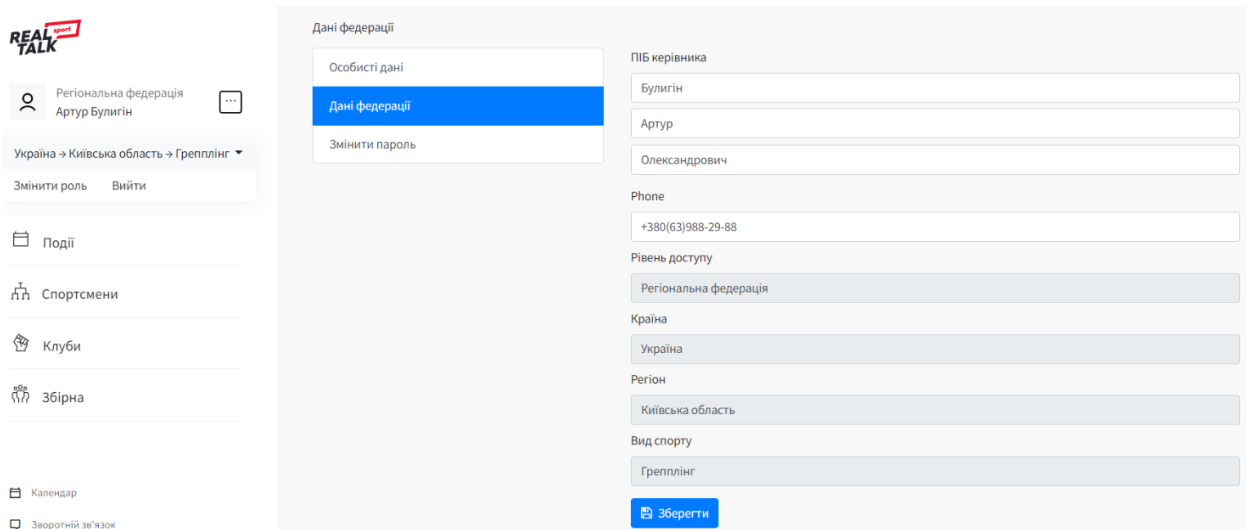 REAL sport
TALK
Регіональна федерація
Артур Булигін
Україна → Київська область → Грепплінг
Змінити роль Вийти
Події
Спортсмени
Клуби
Збірна
Календар
Зворотній зв'язок
Дані федерації
Особисті дані
Дані федерації
Змінити пароль
ПІБ керівника
Булигін
Артур
Олександрович
Phone
+380(63)988-29-88
Рівень доступу
Регіональна федерація
Країна
Україна
Регіон
Київська область
Вид спорту
Грепплінг
Зберегти